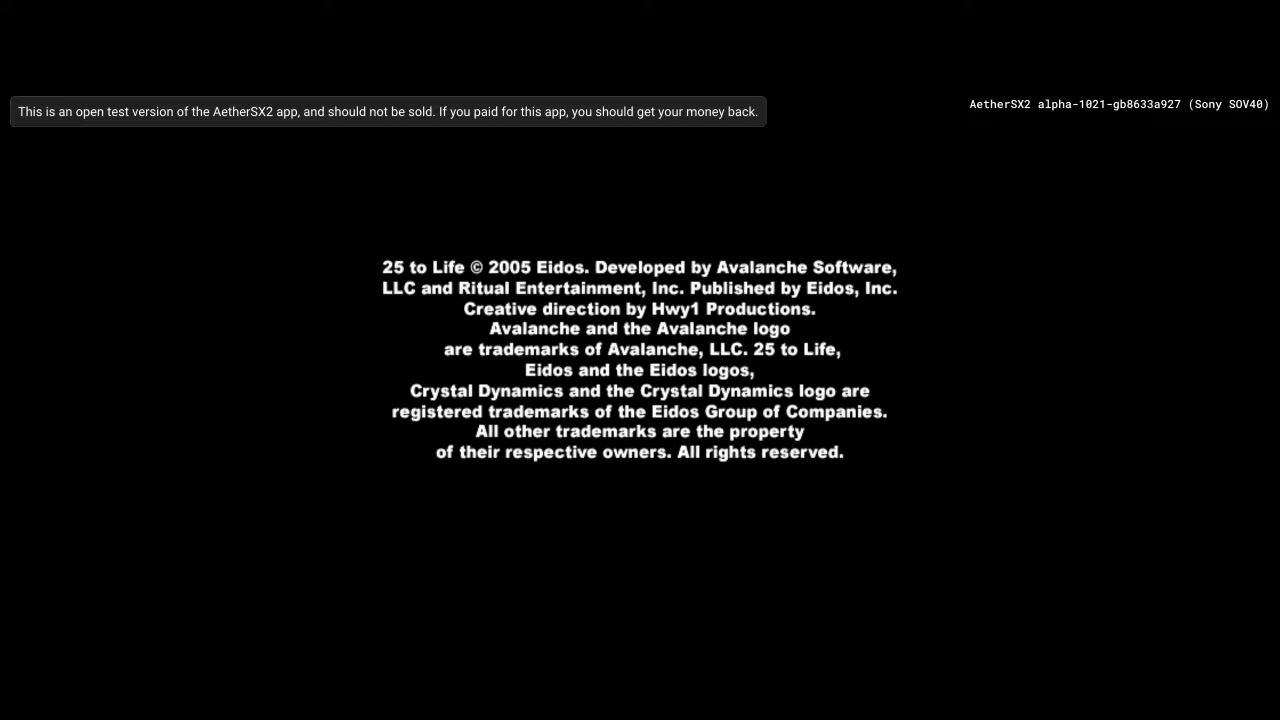 This is an open test version of the AetherSX2 app, and should not be sold. If you paid for this app, you should get your money back.
AetherSX2 alpha-1021-gb8633a927 (Sony SOV40)
25 to Life © 2005 Eidos. Developed by Avalanche Software,
LLC and Ritual Entertainment, Inc. Published by Eidos, Inc.
Creative direction by Hwy1 Productions.
Avalanche and the Avalanche logo
are trademarks of Avalanche, LLC. 25 to Life,
Eidos and the Eidos logos,
Crystal Dynamics and the Crystal Dynamics logo are
registered trademarks of the Eidos Group of Companies.
All other trademarks are the property
of their respective owners. All rights reserved.